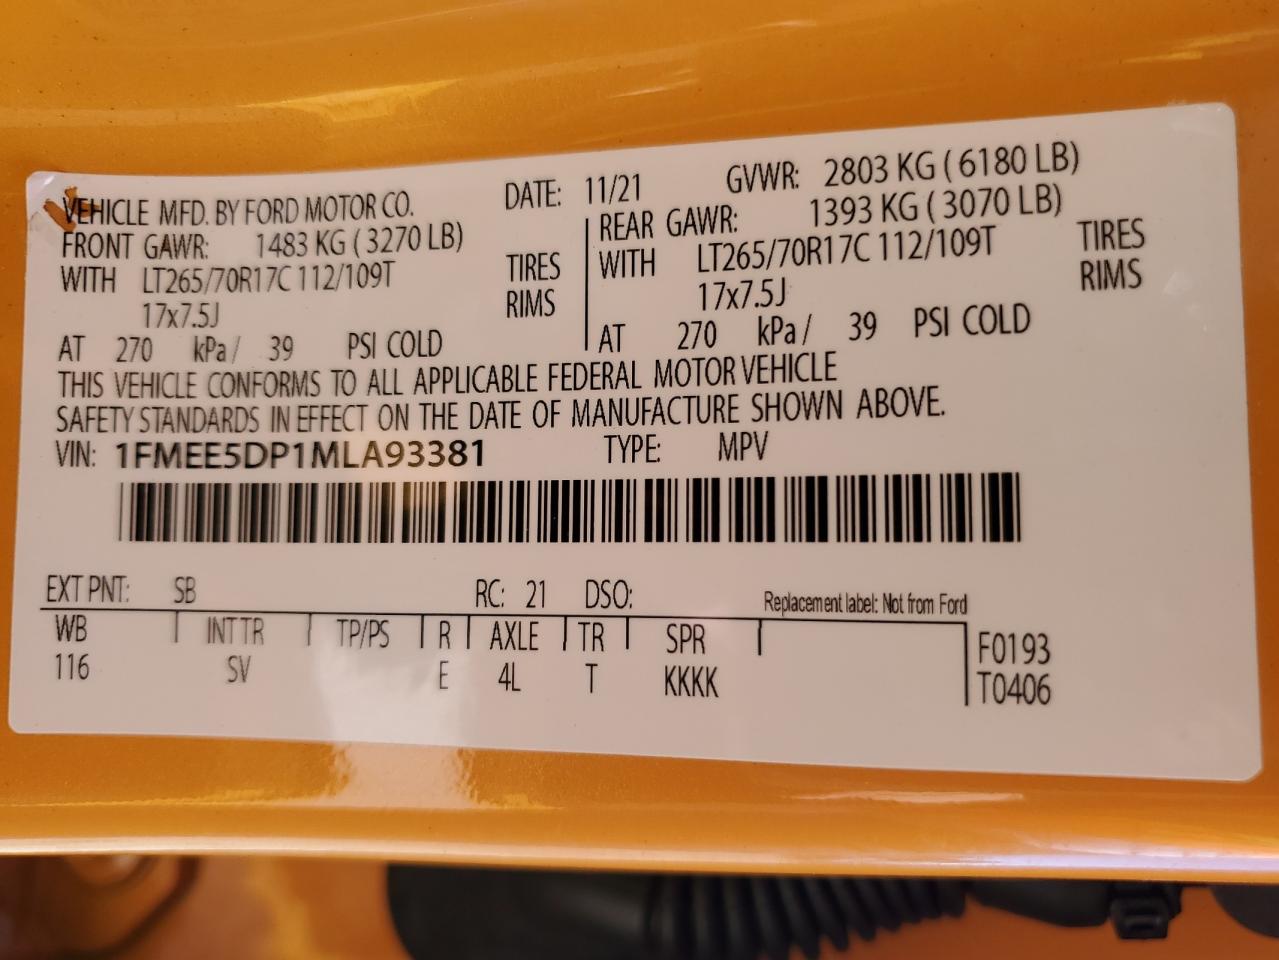 VEHICLE MFD. BY FORD MOTOR CO. DATE: 11/21 GVWR: 2803 KG ( 6180 LB)
FRONT GAWR: 1483 KG ( 3270 LB)
WITH LT265/70R17C 112/109T TIRES
17x7.5J RIMS
AT 270 kPa / 39 PSI COLD
REAR GAWR: 1393 KG ( 3070 LB)
WITH LT265/70R17C 112/109T TIRES
17x7.5J RIMS
AT 270 kPa / 39 PSI COLD
THIS VEHICLE CONFORMS TO ALL APPLICABLE FEDERAL MOTOR VEHICLE
SAFETY STANDARDS IN EFFECT ON THE DATE OF MANUFACTURE SHOWN ABOVE.
VIN: 1FMEE5DP1MLA93381 TYPE: MPV
EXT PNT: SB RC: 21 DSO:
Replacement label: Not from Ford
WB INT TR TP/PS R AXLE TR SPR F0193
116 SV E 4L T KKKK T0406